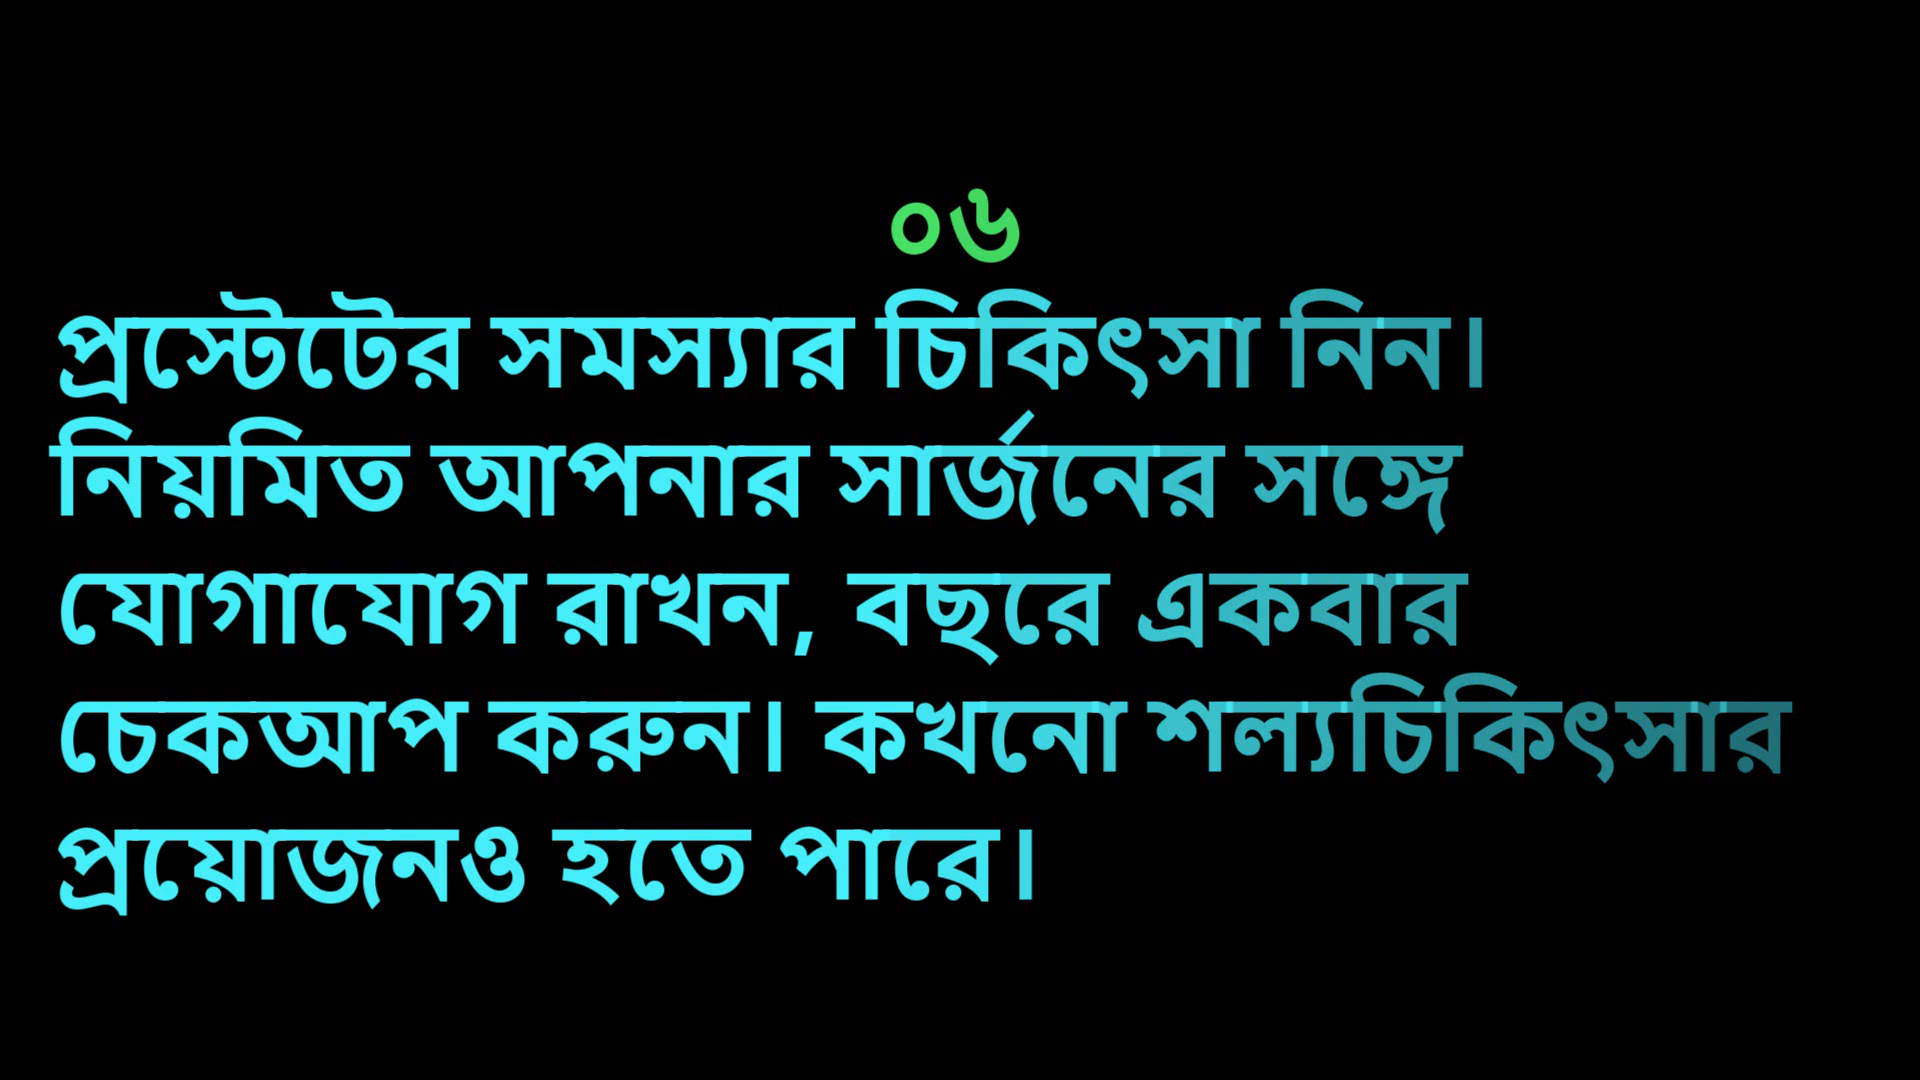 ০৬
প্রস্টেটের সমস্যার চিকিৎসা নিন।
নিয়মিত আপনার সার্জনের সঙ্গে
যোগাযোগ রাখন, বছরে একবার
চেকআপ করুন। কখনো শল্যচিকিৎসার
প্রয়োজনও হতে পারে।